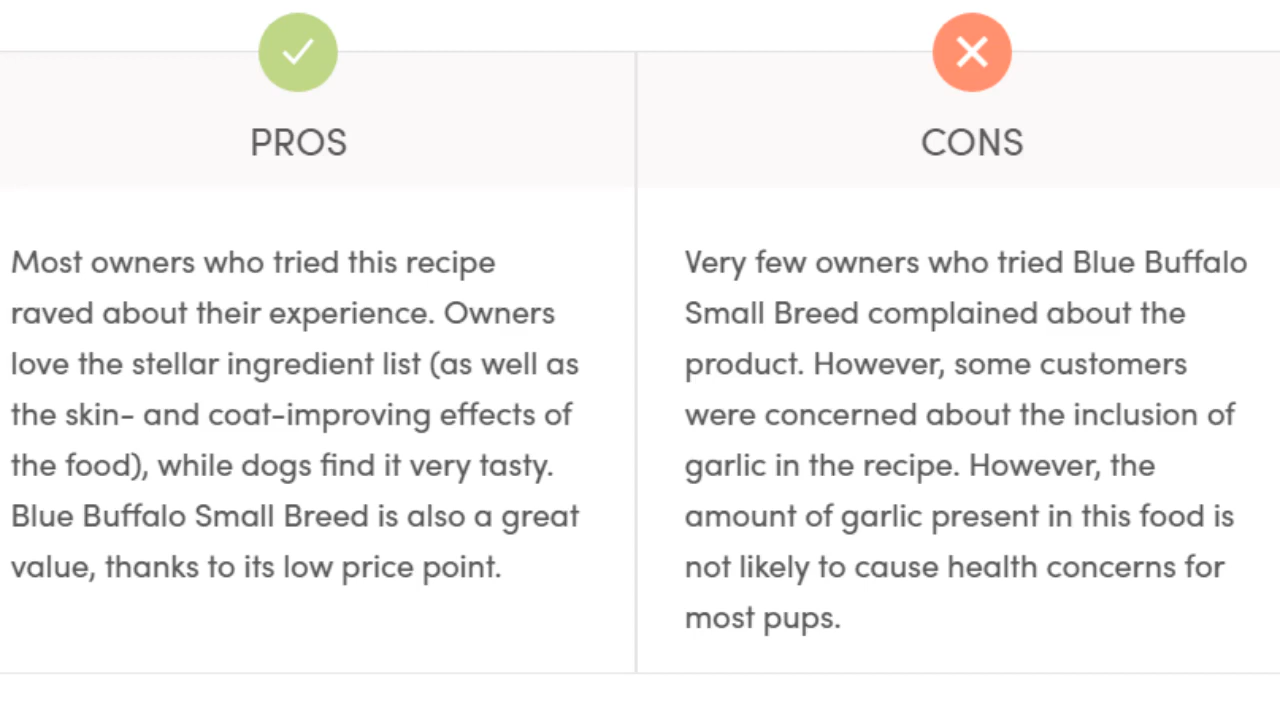 PROS
Most owners who tried this recipe
raved about their experience. Owners
love the stellar ingredient list (as well as
the skin- and coat-improving effects of
the food), while dogs find it very tasty.
Blue Buffalo Small Breed is also a great
value, thanks to its low price point.
CONS
Very few owners who tried Blue Buffalo
Small Breed complained about the
product. However, some customers
were concerned about the inclusion of
garlic in the recipe. However, the
amount of garlic present in this food is
not likely to cause health concerns for
most pups.